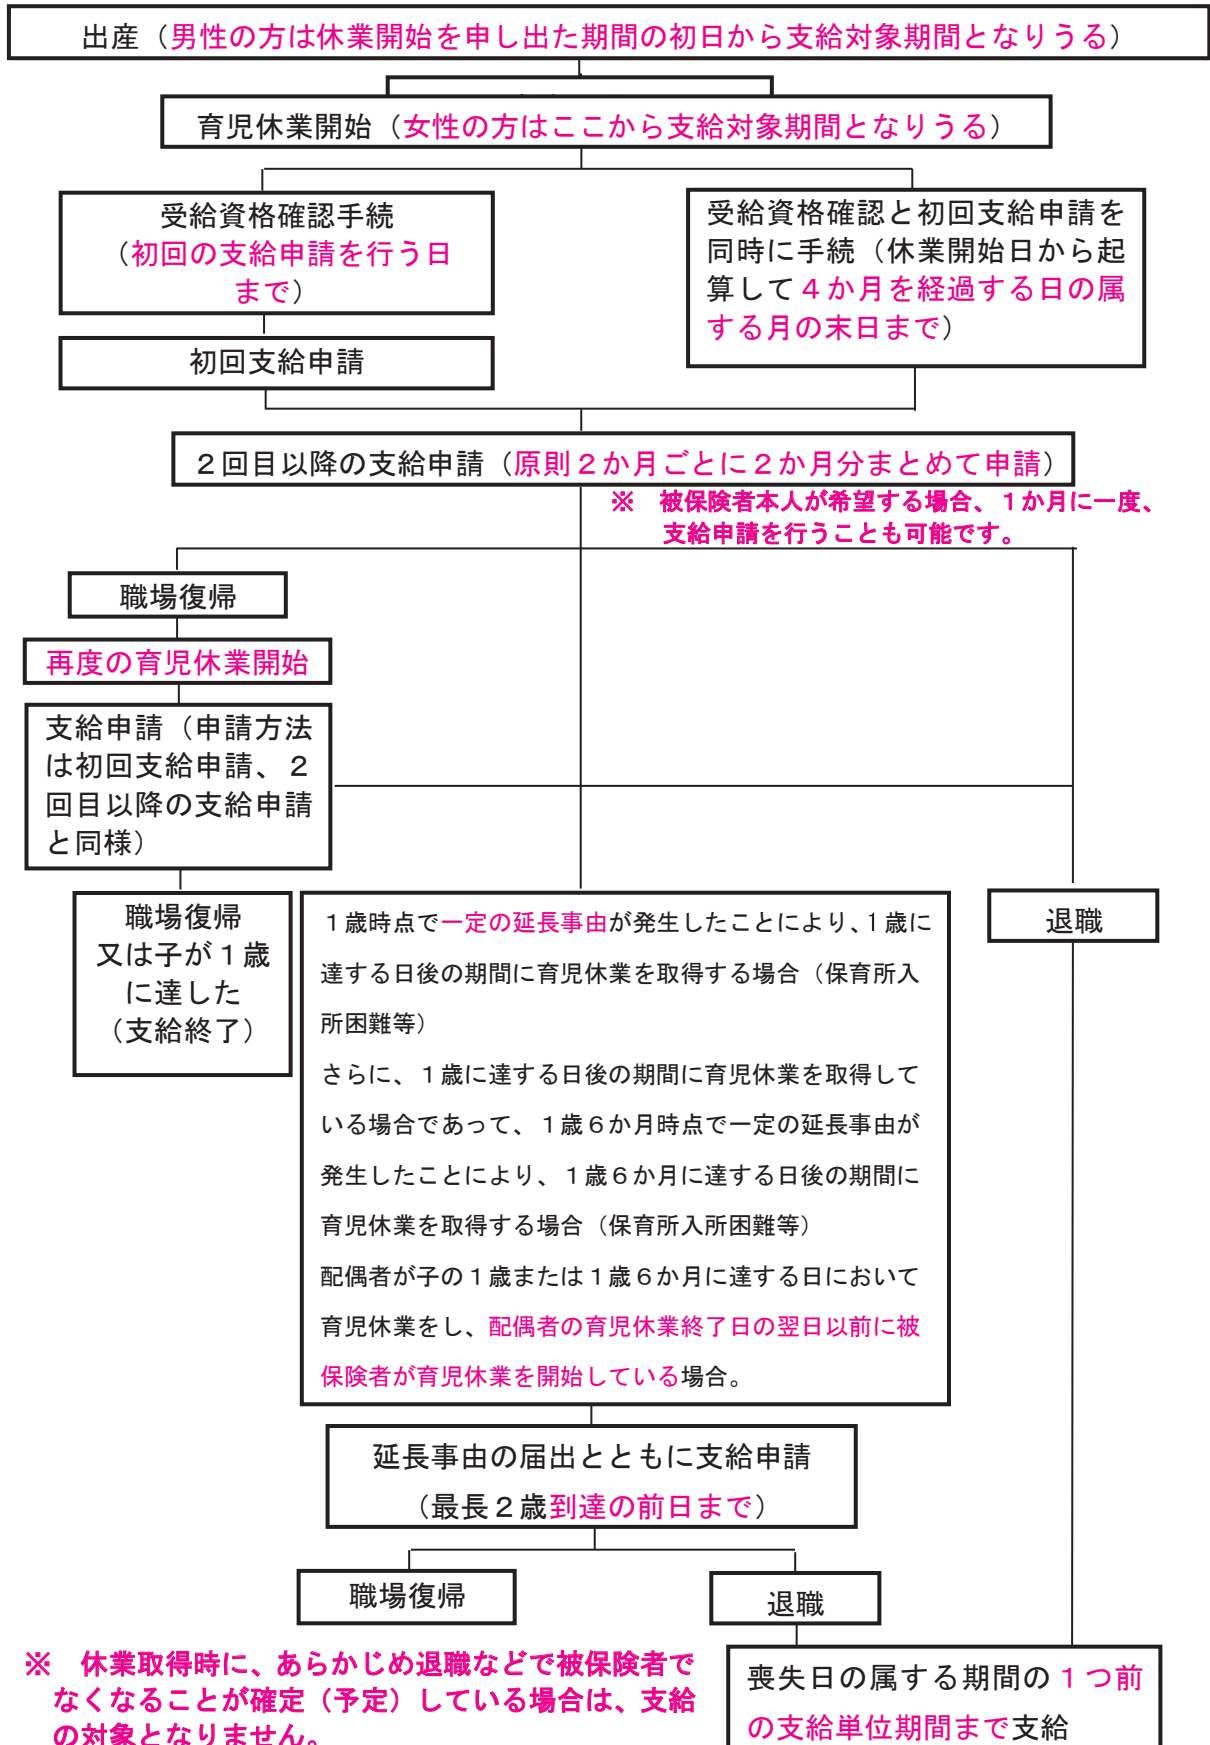 出産（男性の方は休業開始を申し出た期間の初日から支給対象期間となりうる）
育児休業開始（女性の方はここから支給対象期間となりうる）
受給資格確認手続
（初回の支給申請を行う日
まで）
初回支給申請
受給資格確認と初回支給申請を
同時に手続（休業開始日から起
算して４か月を経過する日の属
する月の末日まで）
２回目以降の支給申請（原則２か月ごとに２か月分まとめて申請）
※　被保険者本人が希望する場合、１か月に一度、
支給申請を行うことも可能です。
職場復帰
再度の育児休業開始
支給申請（申請方法
は初回支給申請、２
回目以降の支給申請
と同様）
職場復帰
又は子が１歳
に達した
（支給終了）
１歳時点で一定の延長事由が発生したことにより、１歳に
達する日後の期間に育児休業を取得する場合（保育所入
所困難等）
さらに、１歳に達する日後の期間に育児休業を取得して
いる場合であって、１歳６か月時点で一定の延長事由が
発生したことにより、１歳６か月に達する日後の期間に
育児休業を取得する場合（保育所入所困難等）
配偶者が子の１歳または１歳６か月に達する日において
育児休業をし、配偶者の育児休業終了日の翌日以前に被
保険者が育児休業を開始している場合。
退職
延長事由の届出とともに支給申請
（最長２歳到達の前日まで）
職場復帰
退職
※　休業取得時に、あらかじめ退職などで被保険者で
なくなることが確定（予定）している場合は、支給
の対象となりません。
喪失日の属する期間の１つ前
の支給単位期間まで支給